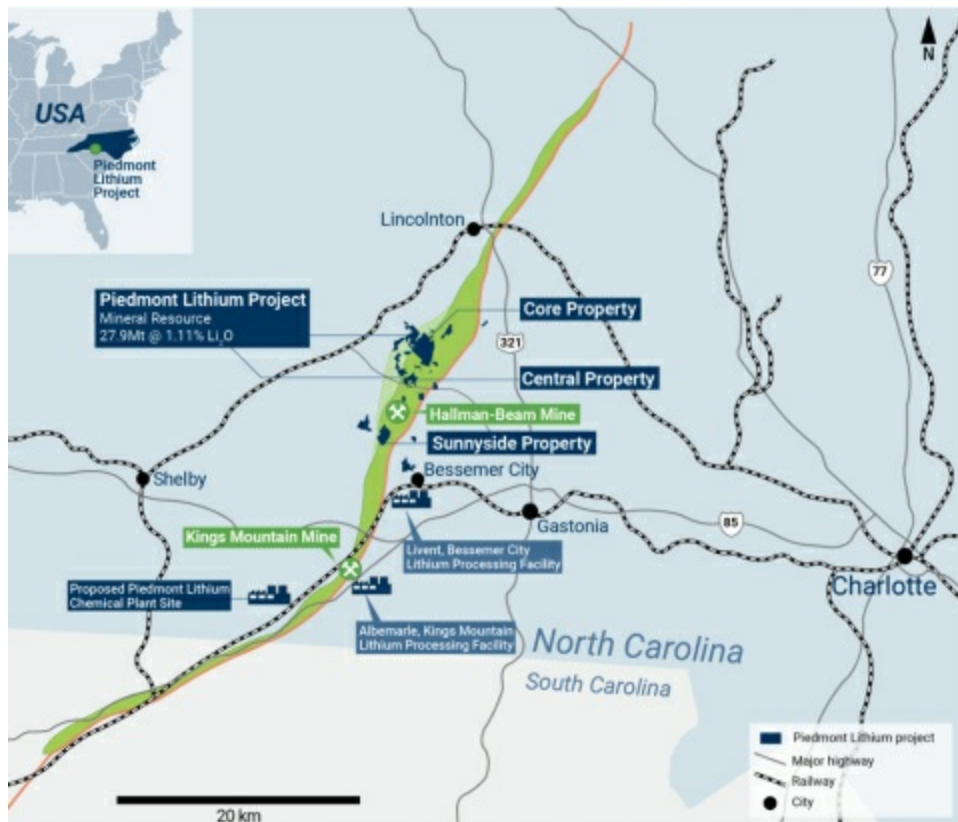 USA
Piedmont
Lithium
Project
N
Lincolnton
77
Piedmont Lithium Project
Mineral Resource
27.9Mt @ 1.11% Li₂O
Core Property
321
Central Property
Hallman-Beam Mine
Sunnyside Property
Bessemer City
Shelby
Gastonia
85
Kings Mountain Mine
Livent, Bessemer City
Lithium Processing Facility
Charlotte
Proposed Piedmont Lithium
Chemical Plant Site
Albemarle, Kings Mountain
Lithium Processing Facility
North Carolina
South Carolina
Piedmont Lithium project
Major highway
Railway
City
20 km